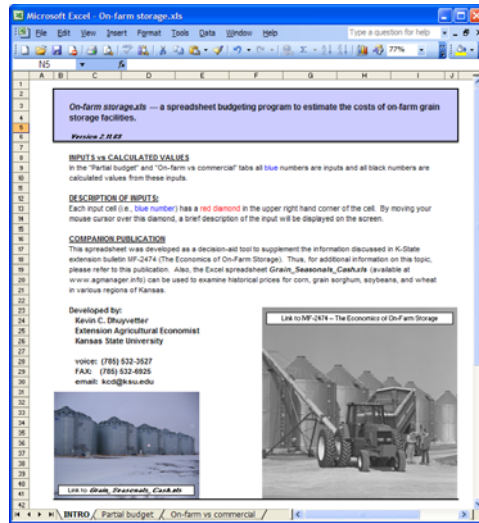 Microsoft Excel - On-farm storage.xls
File Edit View Insert Format Tools Data Window Help Type a question for help
77%
N5 fx
A B C D E F G H I J
On-farm storage.xls --- a spreadsheet budgeting program to estimate the costs of on-farm grain
storage facilities.
INPUTS vs CALCULATED VALUES
In the "Partial budget" and "On-farm vs commercial" tabs all blue numbers are inputs and all black numbers are
calculated values from these inputs.
DESCRIPTION OF INPUTS:
Each input cell (i.e., blue number) has a red diamond in the upper right hand corner of the cell. By moving your
mouse cursor over this diamond, a brief description of the input will be displayed on the screen.
COMPANION PUBLICATION
This spreadsheet was developed as a decision-aid tool to supplement the information discussed in K-State
extension bulletin MF-2474 (The Economics of On-Farm Storage). Thus, for additional information on this topic,
please refer to this publication. Also, the Excel spreadsheet Grain_Seasonals_Cash.xls (available at
www.agmanager.info) can be used to examine historical prices for corn, grain sorghum, soybeans, and wheat
in various regions of Kansas.
Developed by:
Kevin C. Dhuyvetter
Extension Agricultural Economist
Kansas State University
voice: (785) 532-3527
FAX: (785) 532-6925
email: kcd@ksu.edu
Link to MF-2474 -- The Economics of On-Farm Storage
Link to Grain_Seasonals_Cash.xls
INTRO Partial budget On-farm vs commercial